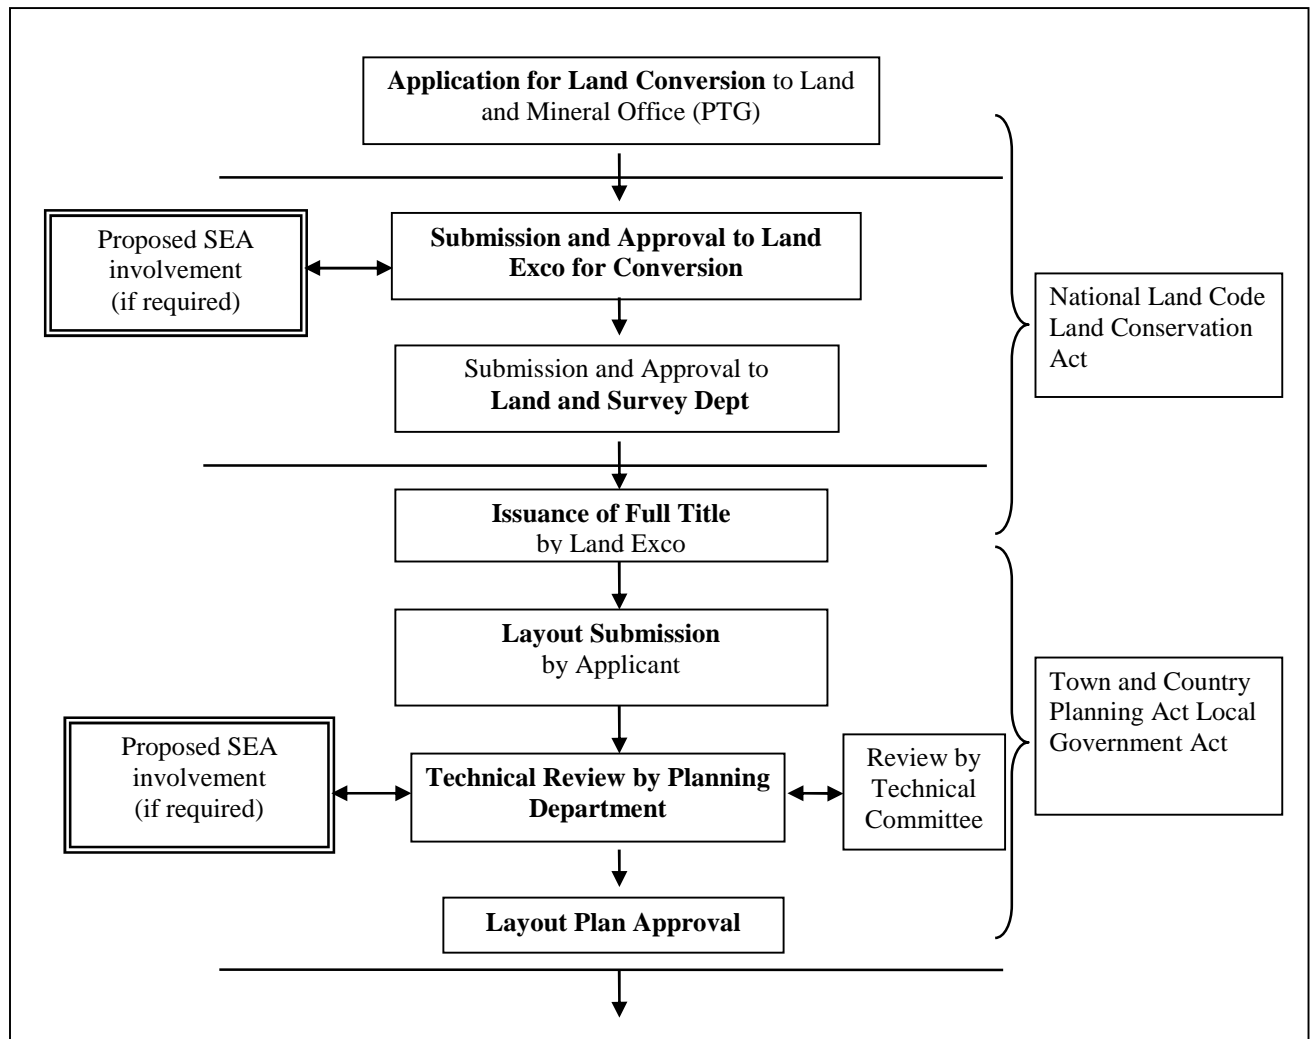 Application for Land Conversion to Land
and Mineral Office (PTG)
Proposed SEA
involvement
(if required)
Submission and Approval to Land
Exco for Conversion
National Land Code
Land Conservation
Act
Submission and Approval to
Land and Survey Dept
Issuance of Full Title
by Land Exco
Layout Submission
by Applicant
Town and Country
Planning Act Local
Government Act
Proposed SEA
involvement
(if required)
Technical Review by Planning
Department
Review by
Technical
Committee
Layout Plan Approval